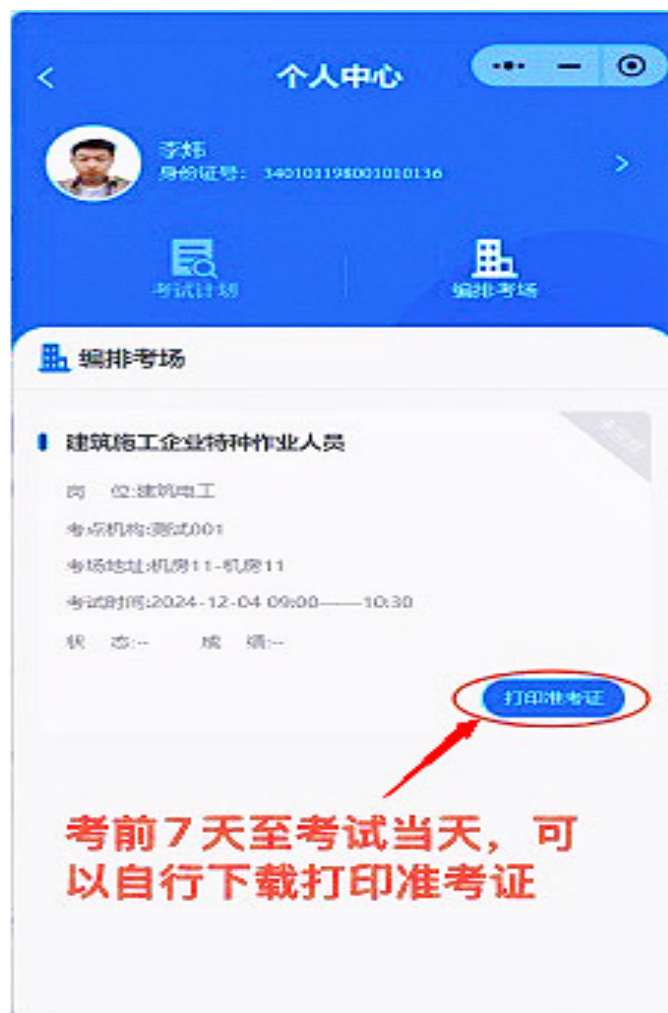 个人中心
李炜
身份证号: 340101198001010136
考试计划
编排考场
编排考场
建筑施工企业特种作业人员
岗 位:建筑电工
考点机构:测试001
考场地址:机房11-机房11
考试时间:2024-12-04 09:00——10:30
状 态:-- 成 绩:--
打印准考证
考前7天至考试当天，可
以自行下载打印准考证